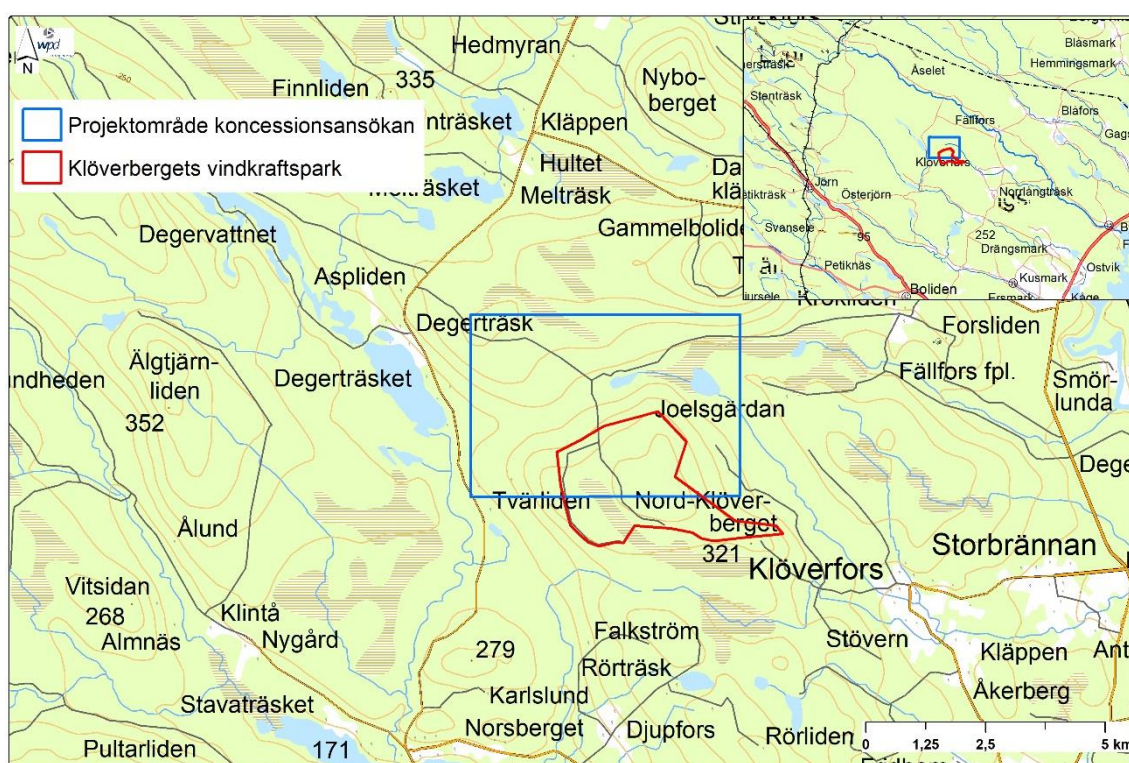 wpd
N
Projektområde koncessionsansökan
Klöverbergets vindkraftspark
Hedmyran
335
Finnliden
Nybo-
berget
Kläppen
Hultet
Melträsk
Degervattnet
Gammelbolide
Aspliden
Degerträsk
Forsliden
Älgtjärn-
liden
352
Degerträsket
Fällfors fpl.
Smör-
lunda
Joelsgärdan
Tvärliden
Nord-Klöver-
berget
321
Ålund
Storbrännan
Klöverfors
Vitsidan
268
Almnäs
Klintå
Nygård
279
Falkström
Rörträsk
Stövern
Kläppen
Åkerberg
Stavaträsket
Karlslund
Norsberget
Djupfors
Rörliden
Pultarliden
171
0 1,25 2,5 5 km
Blåsmark
Hemmingsmark
Åselet
Stenträsk
Fällfors
Blåfors
Klöverfors
Jörn
Österjörn
Norrlångträsk
Svansele
95
252
Drängsmark
Petiknäs
Kusmark
Ostvik
Boliden
Ersmark
Kåge